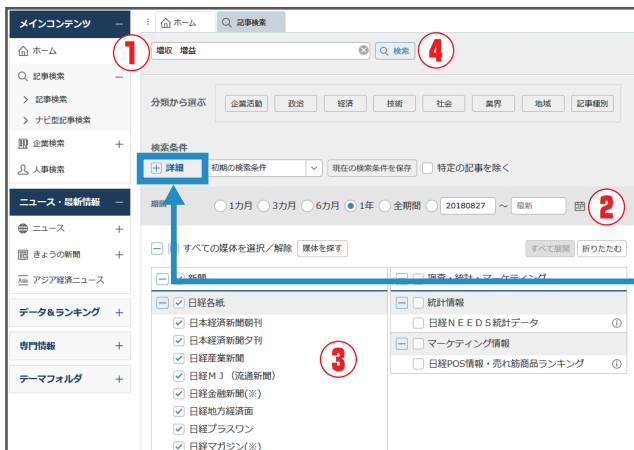 メインコンテンツ
ホーム
記事検索
記事検索
ナビ型記事検索
企業検索
人事検索
ニュース・最新情報
ニュース
きょうの新聞
Asia アジア経済ニュース
データ&ランキング
専門情報
テーマフォルダ
ホーム 記事検索
① 増収 増益 検索 ④
分類から選ぶ 企業活動 政治 経済 技術 社会 業界 地域 記事種別
検索条件
詳細 初期の検索条件 現在の検索条件を保存 特定の記事を除く
期間 1カ月 3カ月 6カ月 1年 全期間 20180827 ～ 最新 ②
すべての媒体を選択／解除 媒体を探す すべて展開 折りたたむ
新聞 調査・統計・マーケティング
日経各紙 統計情報
日本経済新聞朝刊 日経NEEDS統計データ
日本経済新聞夕刊 マーケティング情報
日経産業新聞 ③ 日経POS情報・売れ筋商品ランキング
日経MJ（流通新聞）
日経金融新聞(※)
日経地方経済面
日経プラスワン
日経マガジン(※)